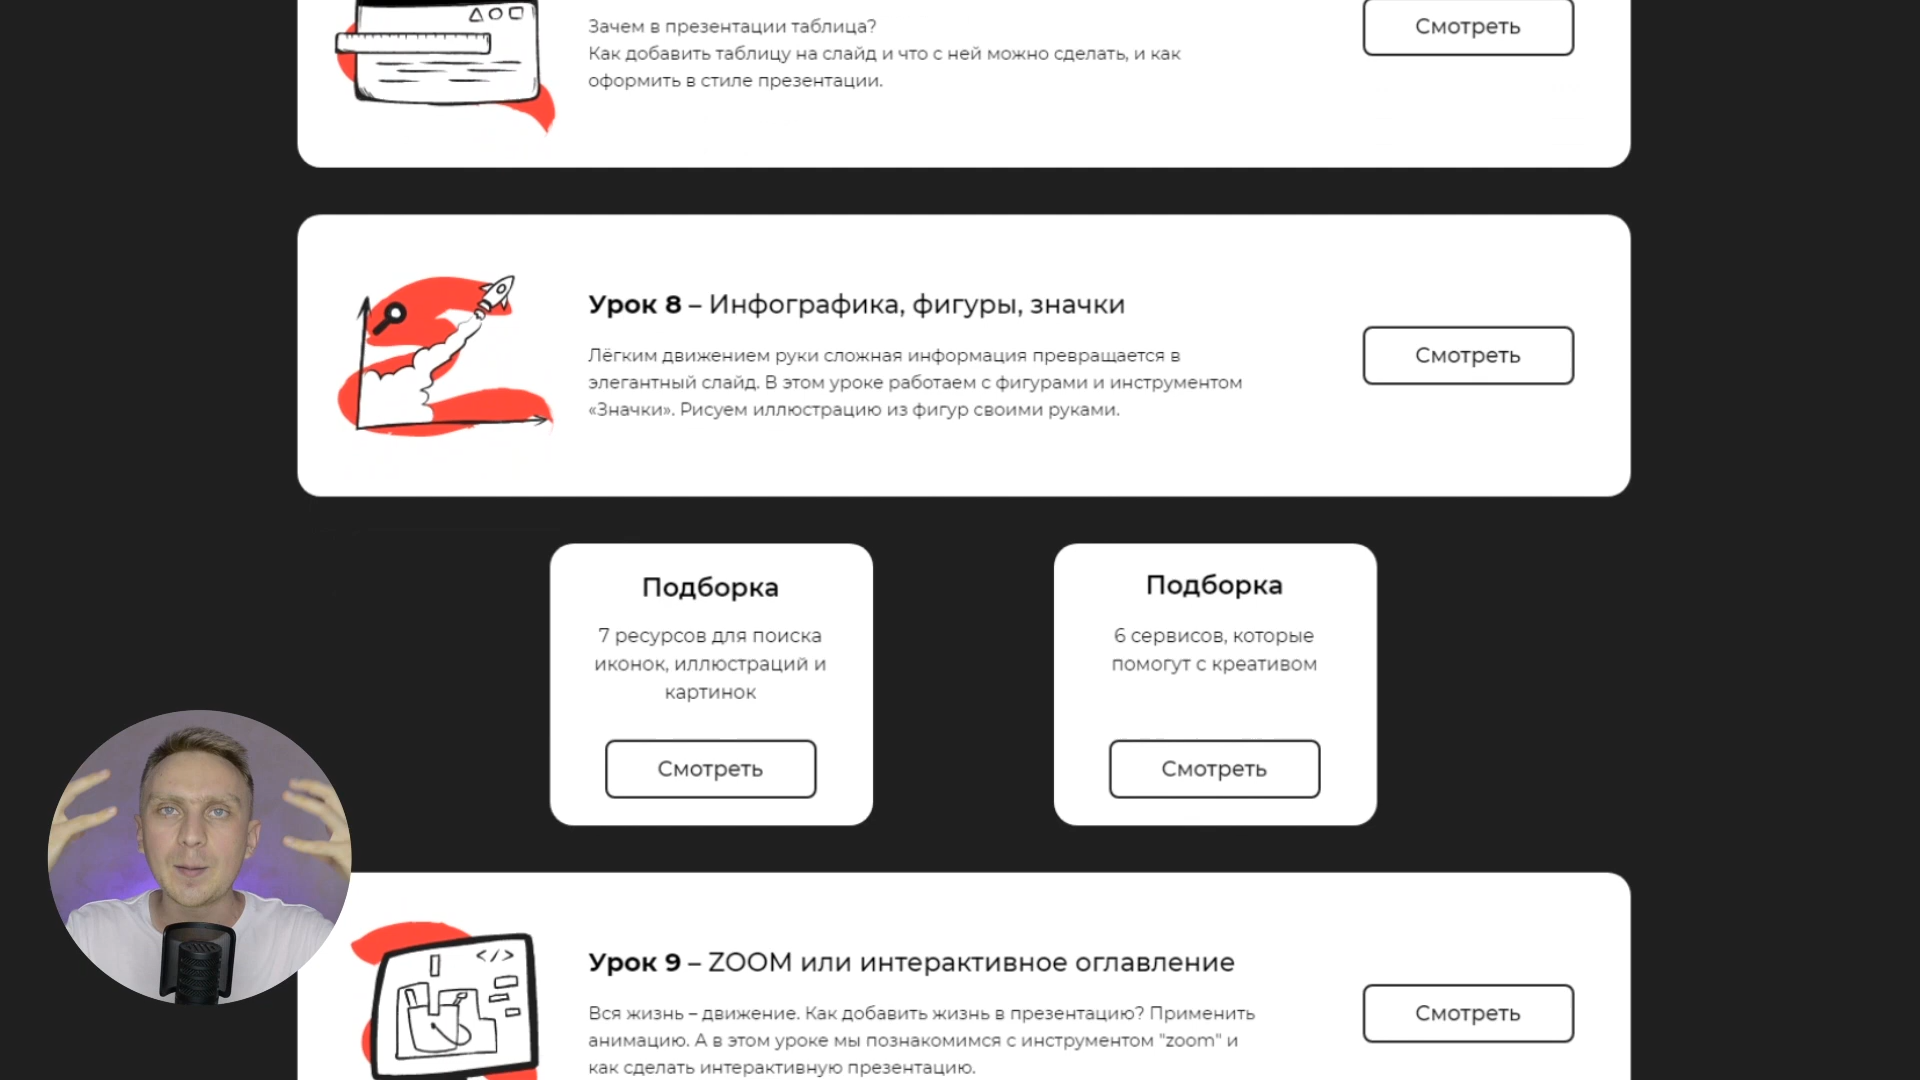 Зачем в презентации таблица?
Как добавить таблицу на слайд и что с ней можно сделать, и как
оформить в стиле презентации.
Смотреть
Урок 8 – Инфографика, фигуры, значки
Лёгким движением руки сложная информация превращается в
элегантный слайд. В этом уроке работаем с фигурами и инструментом
«Значки». Рисуем иллюстрацию из фигур своими руками.
Смотреть
Подборка
7 ресурсов для поиска
иконок, иллюстраций и
картинок
Смотреть
Подборка
6 сервисов, которые
помогут с креативом
Смотреть
Урок 9 – ZOOM или интерактивное оглавление
Вся жизнь – движение. Как добавить жизнь в презентацию? Применить
анимацию. А в этом уроке мы познакомимся с инструментом "zoom" и
как сделать интерактивную презентацию.
Смотреть